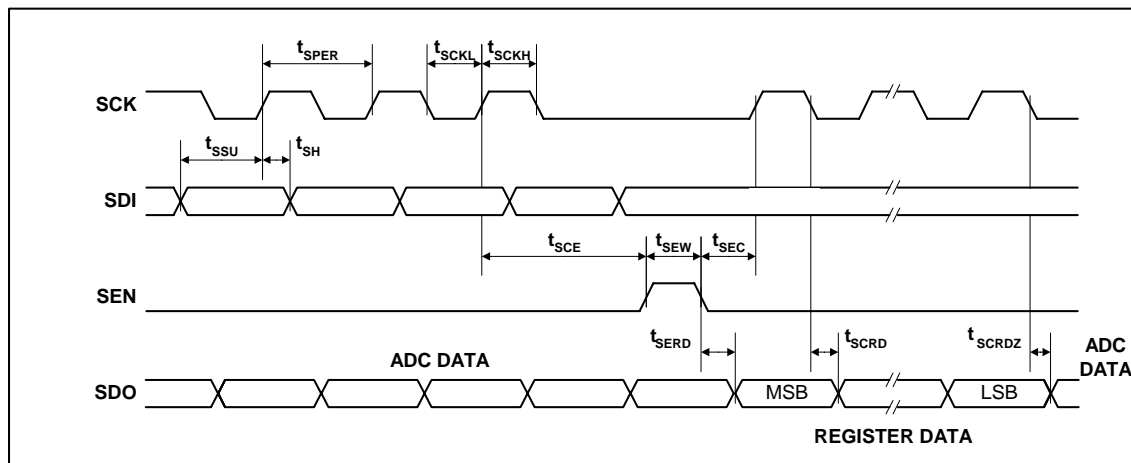 tSPER
tSCKL tSCKH
SCK
tSSU tSH
SDI
tSCE tSEW tSEC
SEN
tSERD tSCRD tSCRDZ
ADC DATA
ADC
DATA
SDO MSB LSB
REGISTER DATA